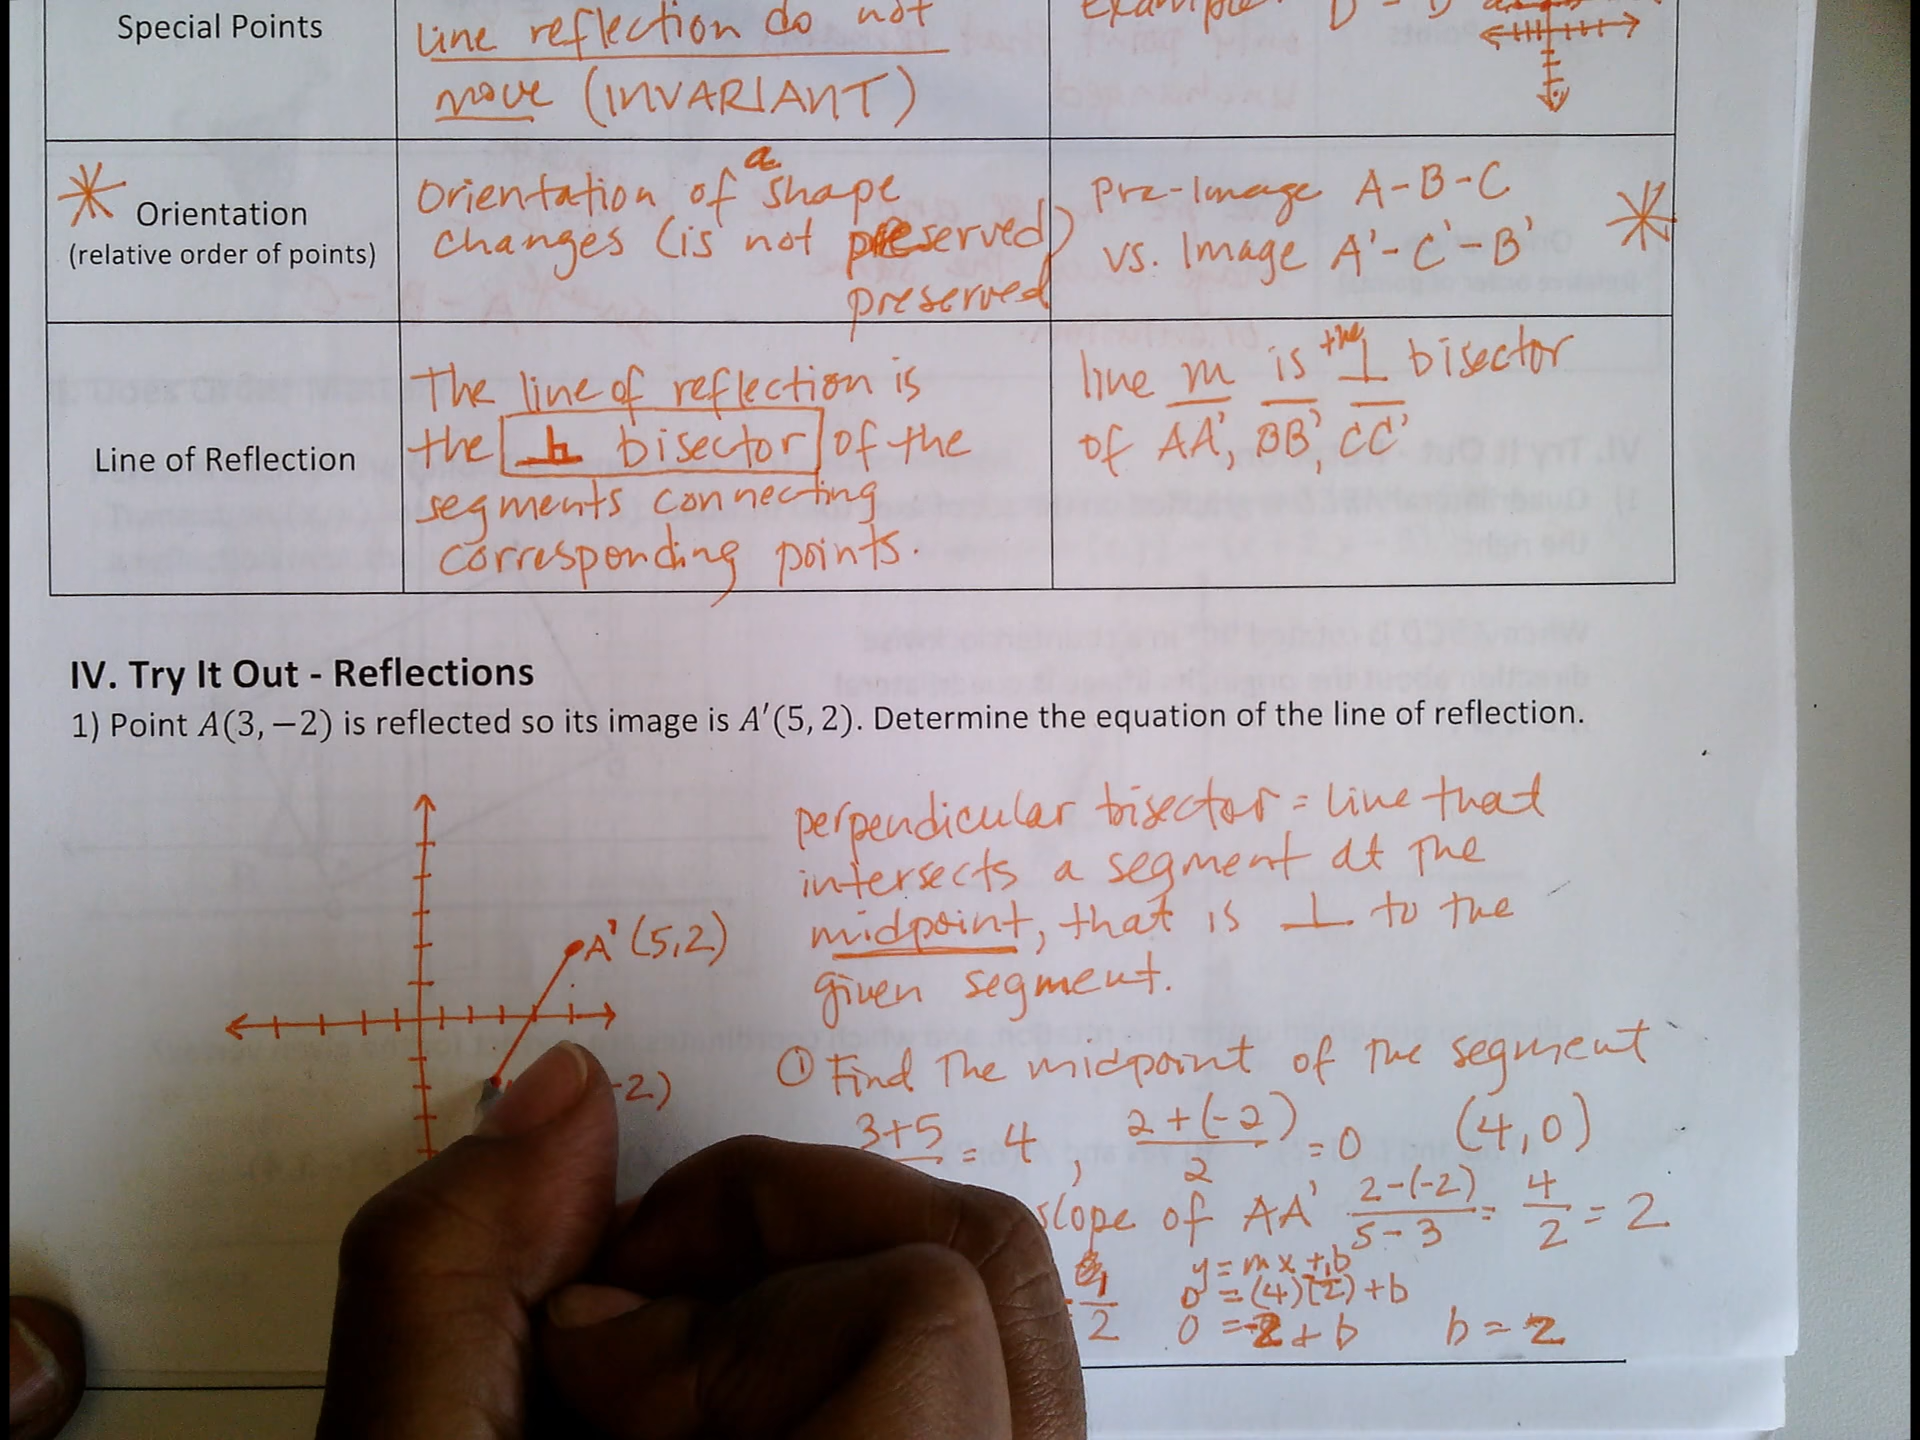 Special Points
line reflection do not
move (INVARIANT)
Orientation
(relative order of points)
Orientation of a shape
changes (is not preserved)
preserved
Pre-Image A-B-C
vs. Image A'-C'-B'
Line of Reflection
The line of reflection is
the ⊥ bisector of the
segments connecting
corresponding points.
line m is the ⊥ bisector
of AA', BB', CC'
IV. Try It Out - Reflections
1) Point A(3, −2) is reflected so its image is A′(5, 2). Determine the equation of the line of reflection.
A' (5,2)
-2)
perpendicular bisector = line that
intersects a segment at the
midpoint, that is ⊥ to the
given segment.
① Find the midpoint of the segment
3+5 = 4, 2+(-2)/2 = 0 (4,0)
slope of AA' 2-(-2)/5-3 = 4/2 = 2
y = mx + b
0 = -2 + b b = 2